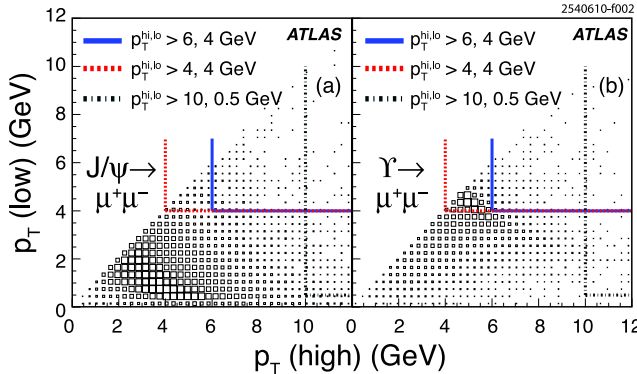 2540610-f002
12
10
8
6
4
2
0
p_T (low) (GeV)
p_T^hi,lo > 6, 4 GeV
p_T^hi,lo > 4, 4 GeV
p_T^hi,lo > 10, 0.5 GeV
ATLAS
(a)
J/ψ→
μ⁺μ⁻
p_T^hi,lo > 6, 4 GeV
p_T^hi,lo > 4, 4 GeV
p_T^hi,lo > 10, 0.5 GeV
ATLAS
(b)
ϒ→
μ⁺μ⁻
0 2 4 6 8 10 12
0 2 4 6 8 10 12
p_T (high) (GeV)